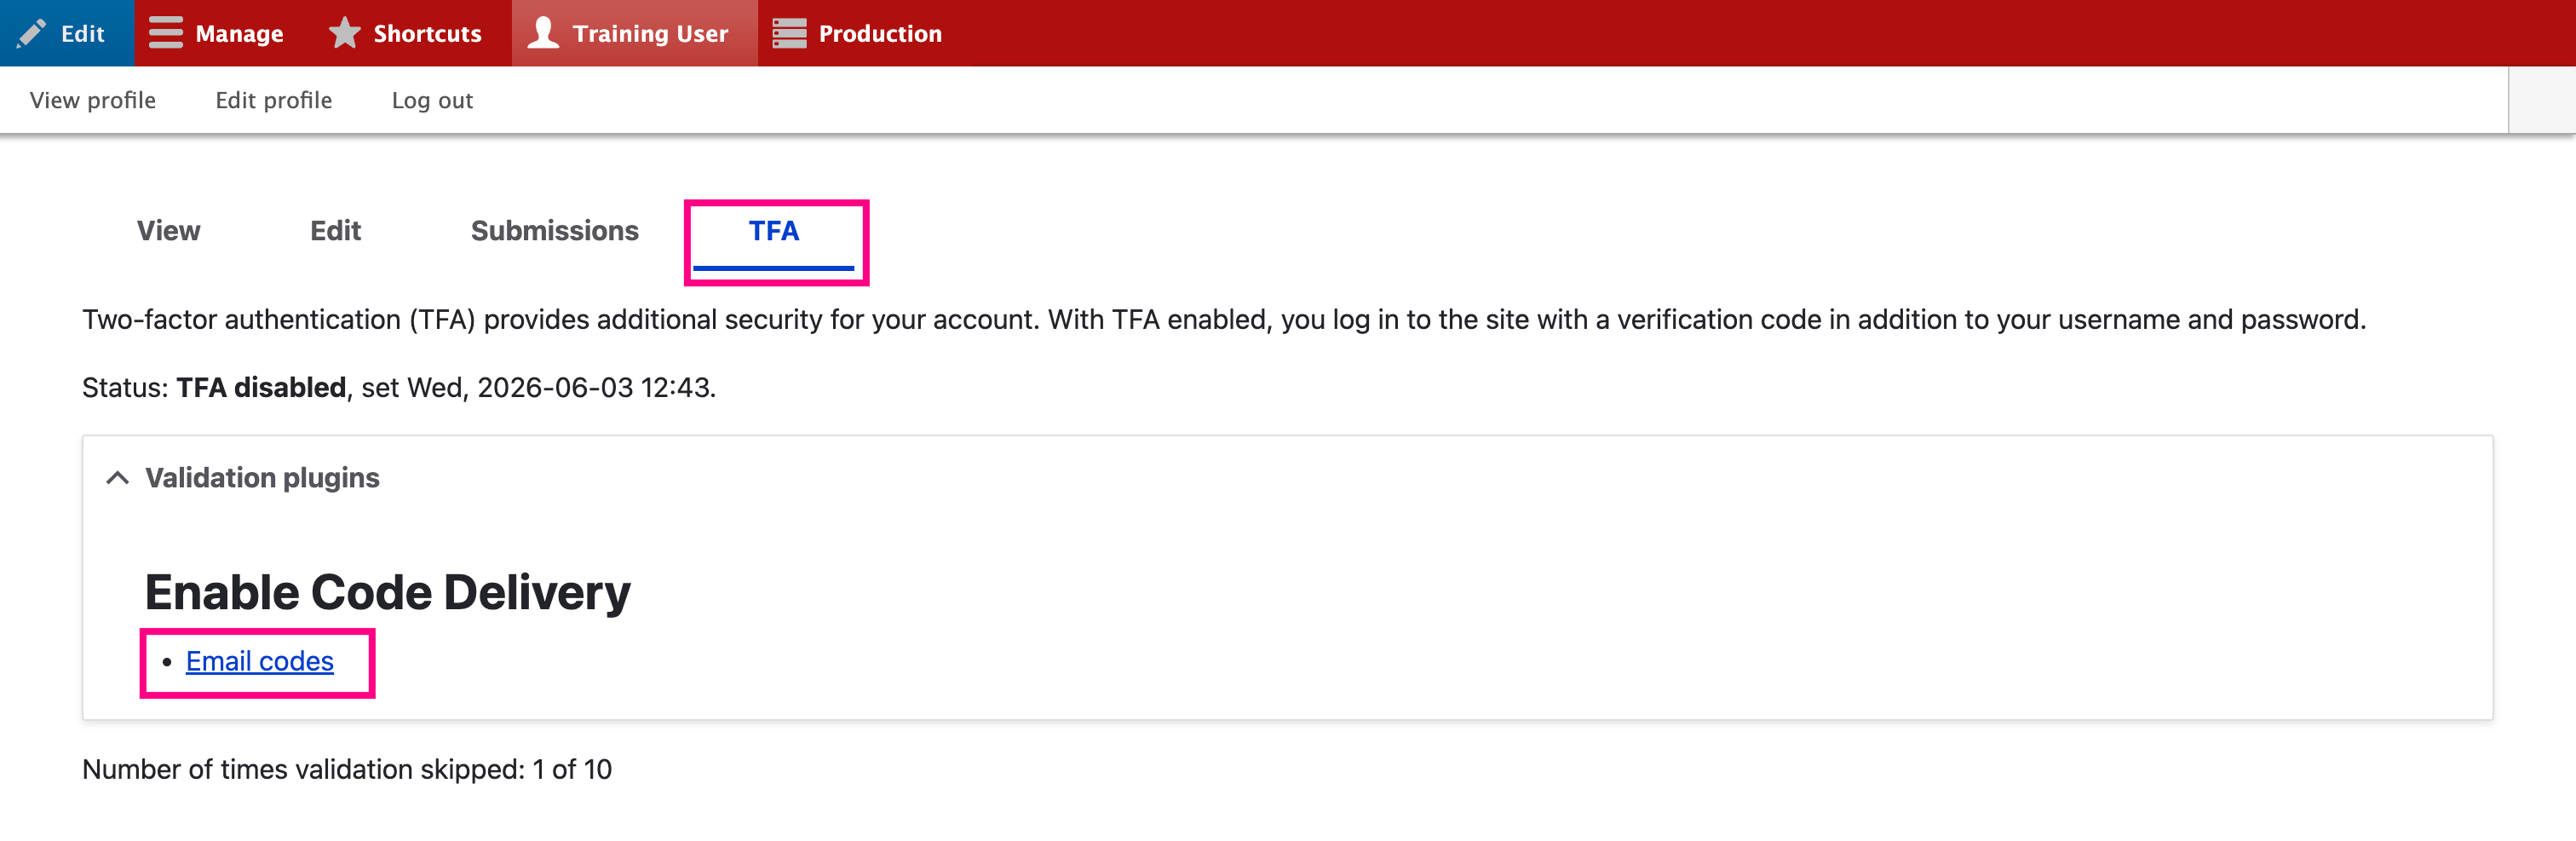 Edit Manage Shortcuts Training User Production
View profile Edit profile Log out
View Edit Submissions TFA
Two-factor authentication (TFA) provides additional security for your account. With TFA enabled, you log in to the site with a verification code in addition to your username and password.
Status: TFA disabled, set Wed, 2026-06-03 12:43.
Validation plugins
Enable Code Delivery
• Email codes
Number of times validation skipped: 1 of 10